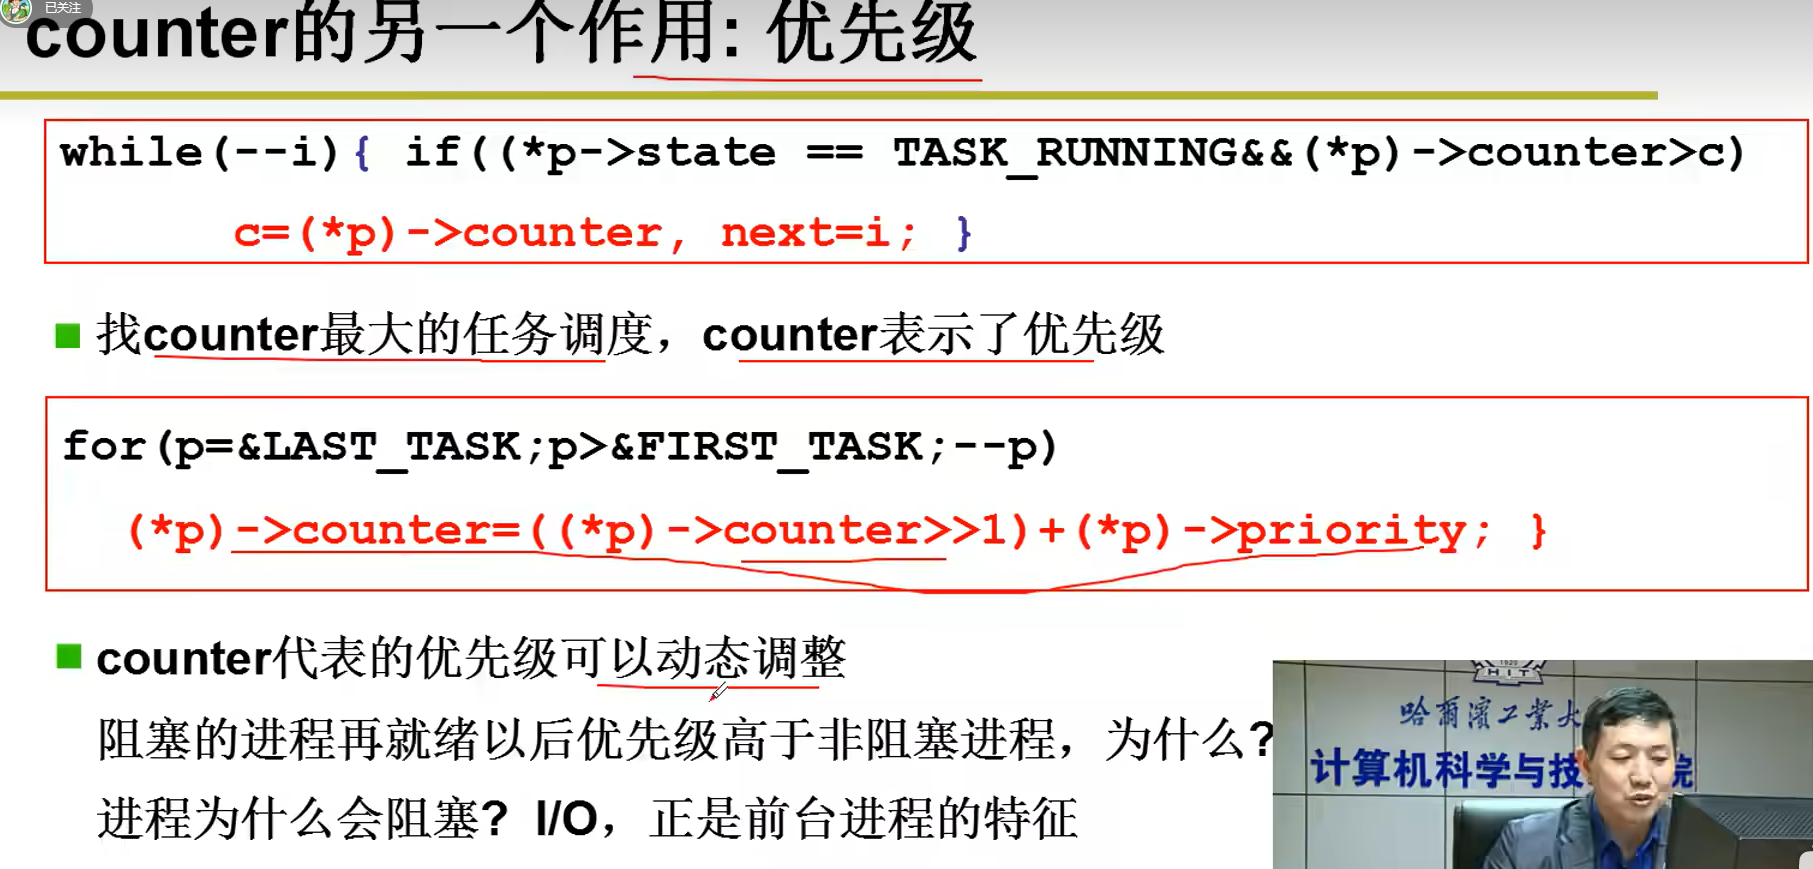 已关注
counter的另一个作用: 优先级
while(--i){ if((*p->state == TASK_RUNNING&&(*p)->counter>c)
c=(*p)->counter, next=i; }
找counter最大的任务调度，counter表示了优先级
for(p=&LAST_TASK;p>&FIRST_TASK;--p)
(*p)->counter=((*p)->counter>>1)+(*p)->priority; }
counter代表的优先级可以动态调整
阻塞的进程再就绪以后优先级高于非阻塞进程，为什么?
进程为什么会阻塞? I/O，正是前台进程的特征
1920
HIT
哈爾濱工業大
计算机科学与技 院